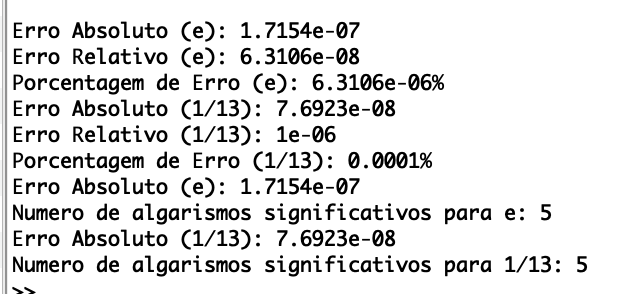 Erro Absoluto (e): 1.7154e-07
Erro Relativo (e): 6.3106e-08
Porcentagem de Erro (e): 6.3106e-06%
Erro Absoluto (1/13): 7.6923e-08
Erro Relativo (1/13): 1e-06
Porcentagem de Erro (1/13): 0.0001%
Erro Absoluto (e): 1.7154e-07
Numero de algarismos significativos para e: 5
Erro Absoluto (1/13): 7.6923e-08
Numero de algarismos significativos para 1/13: 5
>>